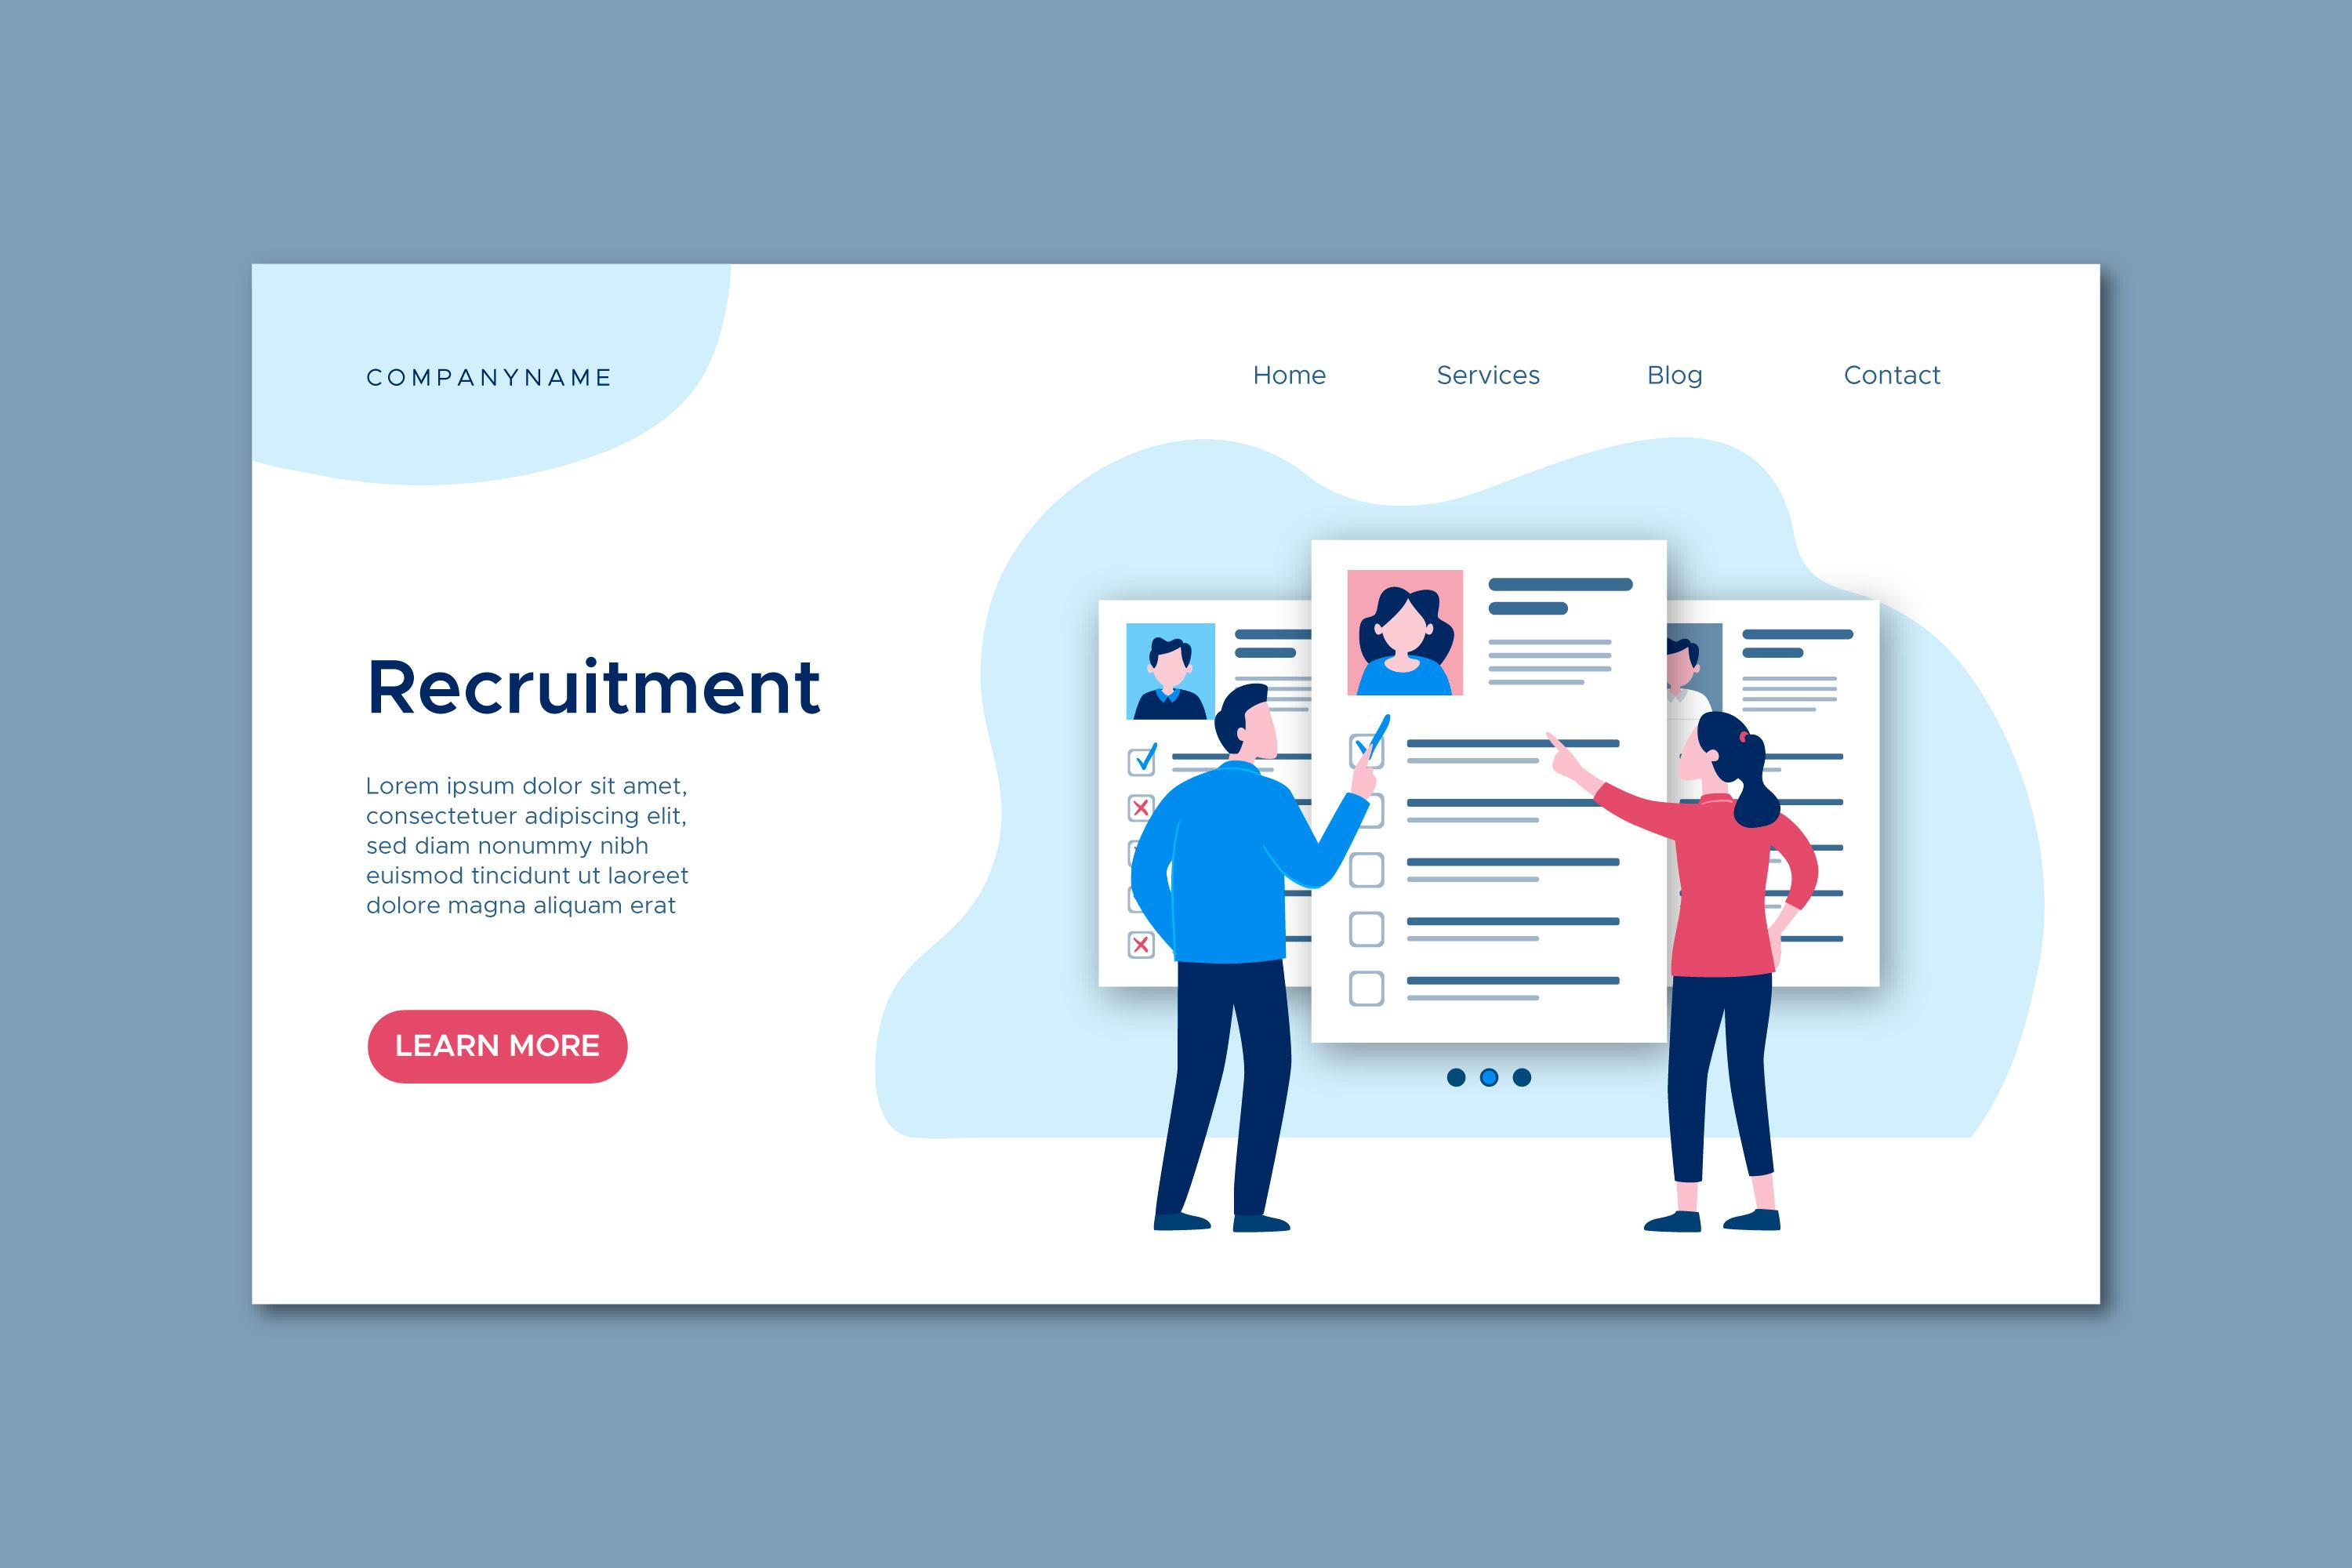 COMPANYNAME
Home Services Blog Contact
Recruitment
Lorem ipsum dolor sit amet,
consectetuer adipiscing elit,
sed diam nonummy nibh
euismod tincidunt ut laoreet
dolore magna aliquam erat
LEARN MORE